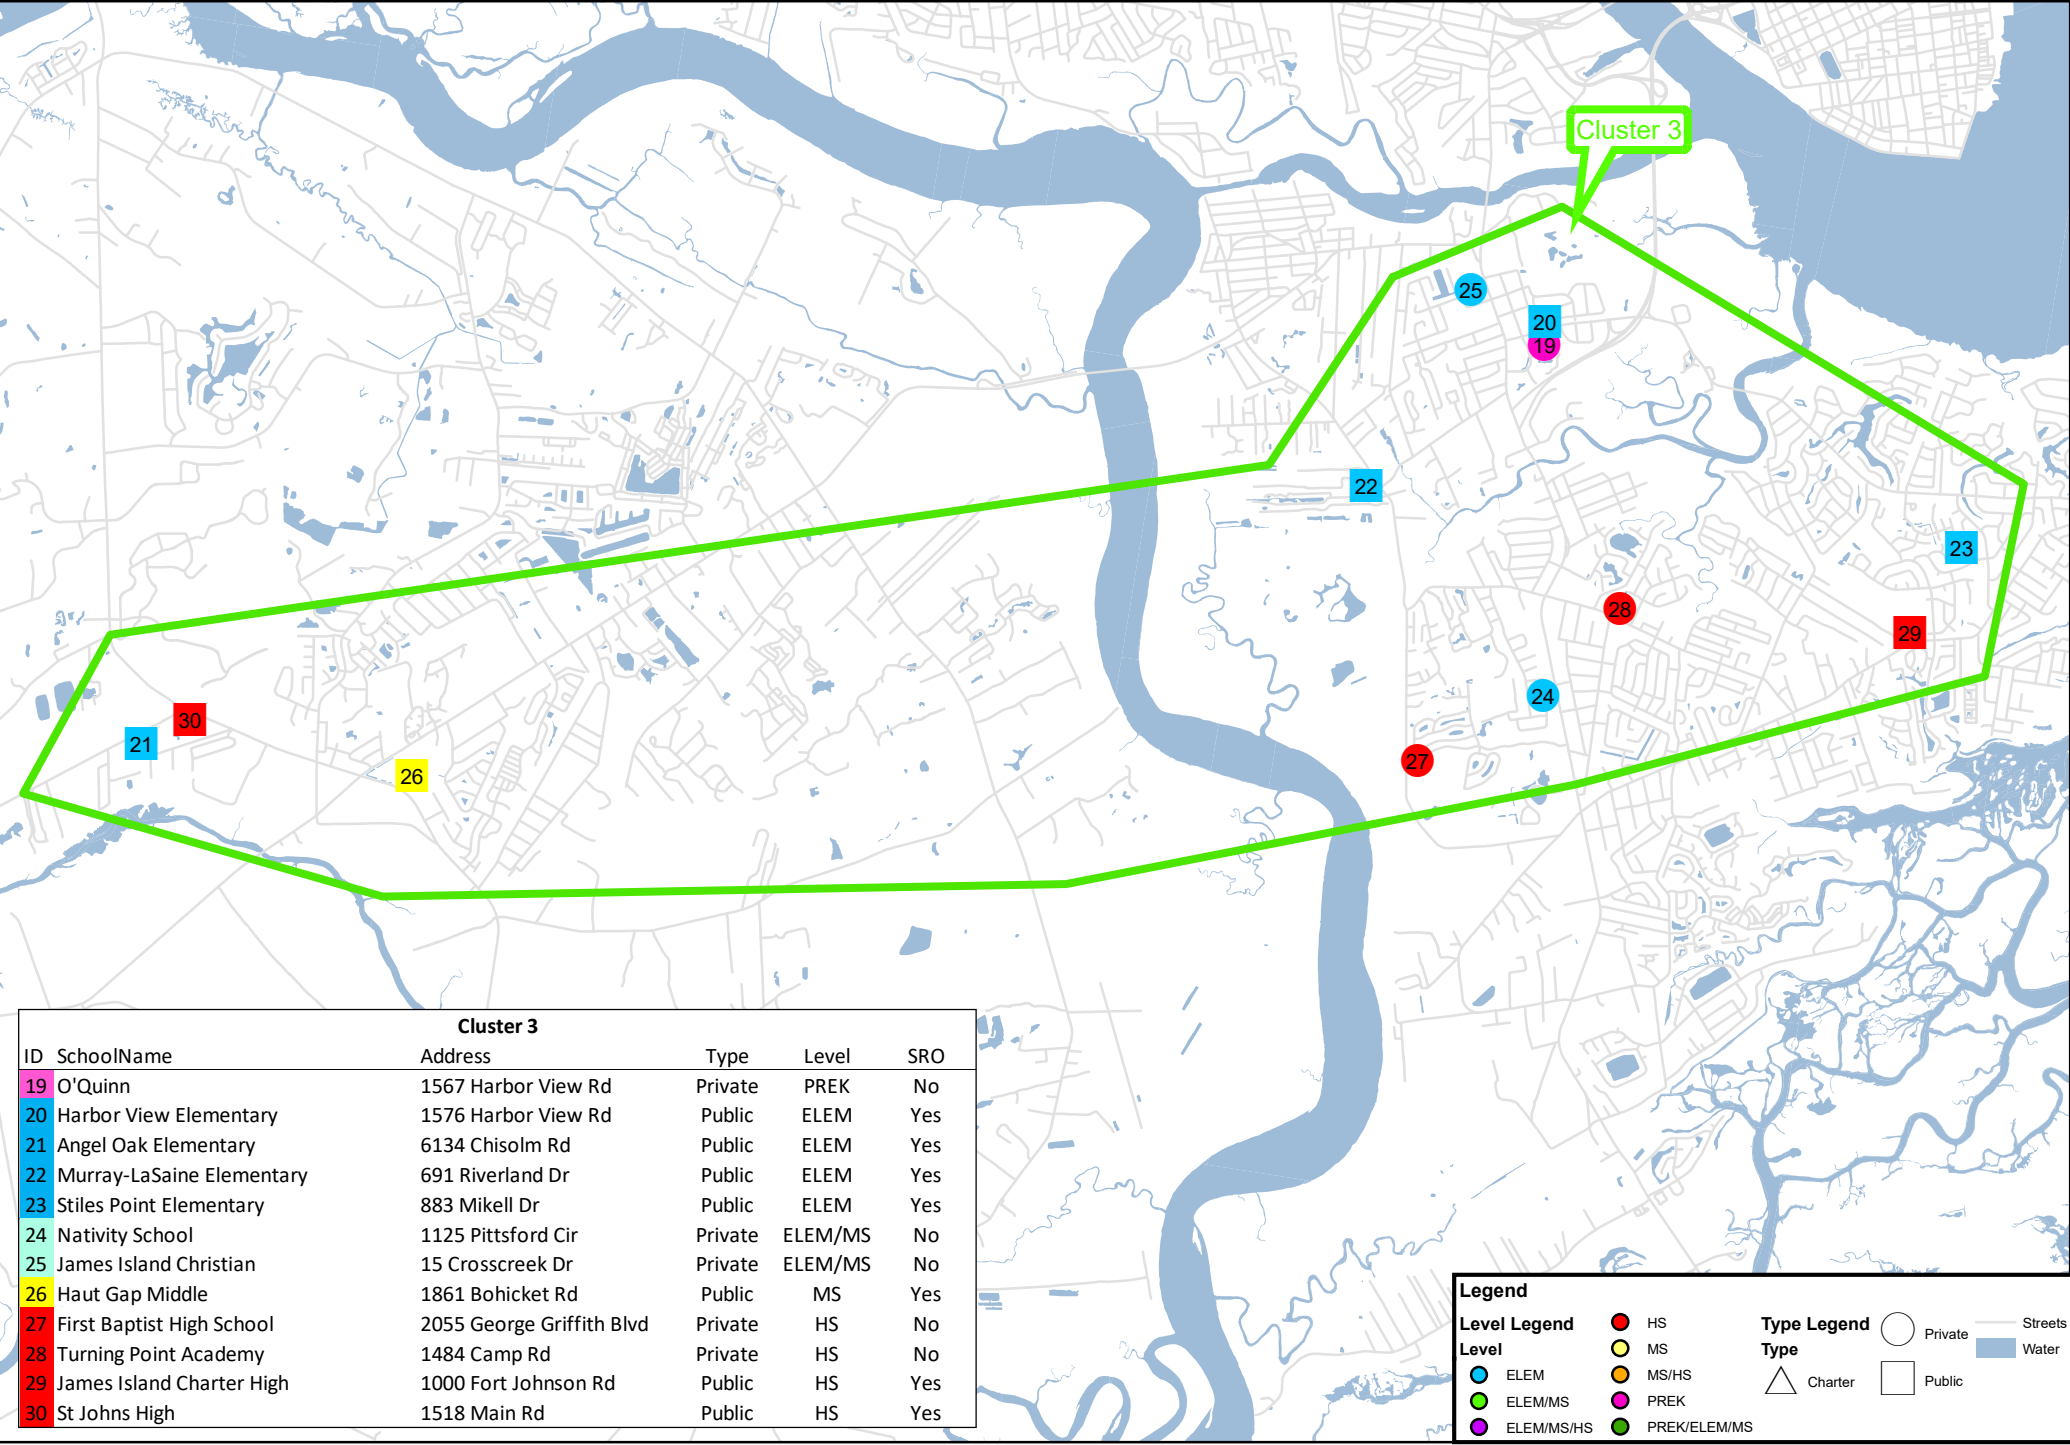 Cluster 3
25
20
19
22
23
28
29
24
30
21
26
27
Cluster 3
ID SchoolName Address Type Level SRO
19 O'Quinn 1567 Harbor View Rd Private PREK No
20 Harbor View Elementary 1576 Harbor View Rd Public ELEM Yes
21 Angel Oak Elementary 6134 Chisolm Rd Public ELEM Yes
22 Murray-LaSaine Elementary 691 Riverland Dr Public ELEM Yes
23 Stiles Point Elementary 883 Mikell Dr Public ELEM Yes
24 Nativity School 1125 Pittsford Cir Private ELEM/MS No
25 James Island Christian 15 Crosscreek Dr Private ELEM/MS No
26 Haut Gap Middle 1861 Bohicket Rd Public MS Yes
27 First Baptist High School 2055 George Griffith Blvd Private HS No
28 Turning Point Academy 1484 Camp Rd Private HS No
29 James Island Charter High 1000 Fort Johnson Rd Public HS Yes
30 St Johns High 1518 Main Rd Public HS Yes
Legend
Level Legend
Level
ELEM
ELEM/MS
ELEM/MS/HS
HS
MS
MS/HS
PREK
PREK/ELEM/MS
Type Legend
Type
Charter
Private
Public
Streets
Water